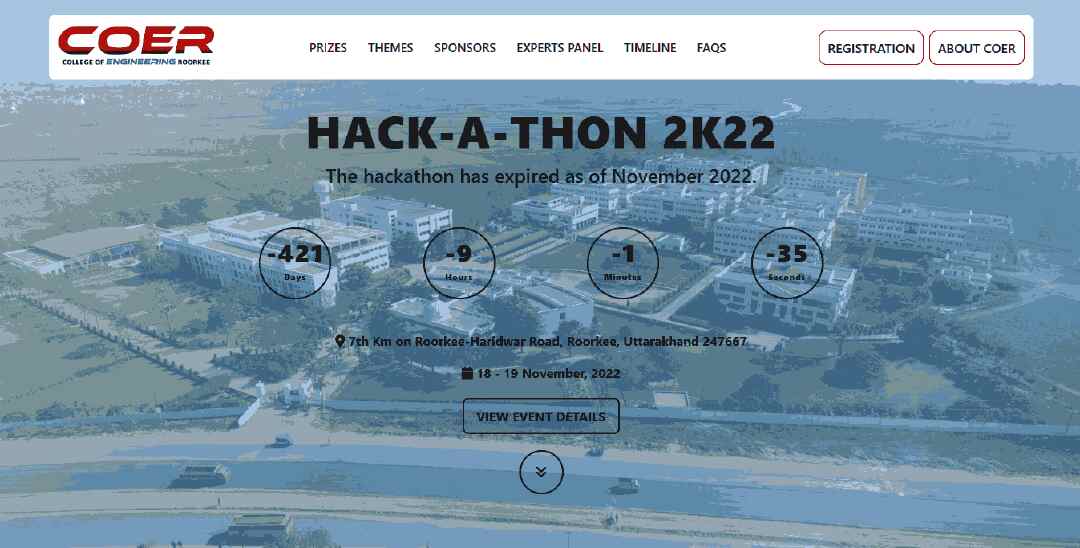 COER
COLLEGE OF ENGINEERING ROORKEE
PRIZES THEMES SPONSORS EXPERTS PANEL TIMELINE FAQS REGISTRATION ABOUT COER
HACK-A-THON 2K22
The hackathon has expired as of November 2022.
-421 -9 -1 -35
Days Hours Minutes Seconds
7th Km on Roorkee-Haridwar Road, Roorkee, Uttarakhand 247667
18 - 19 November, 2022
VIEW EVENT DETAILS